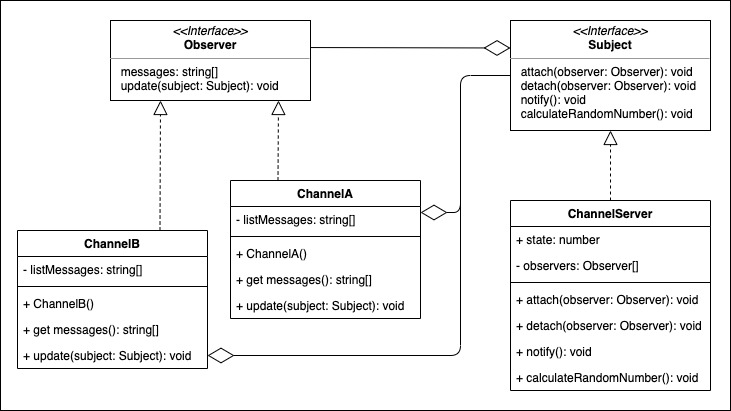 <<Interface>>
Observer
messages: string[]
update(subject: Subject): void
<<Interface>>
Subject
attach(observer: Observer): void
detach(observer: Observer): void
notify(): void
calculateRandomNumber(): void
ChannelA
- listMessages: string[]
+ ChannelA()
+ get messages(): string[]
+ update(subject: Subject): void
ChannelServer
+ state: number
- observers: Observer[]
+ attach(observer: Observer): void
+ detach(observer: Observer): void
+ notify(): void
+ calculateRandomNumber(): void
ChannelB
- listMessages: string[]
+ ChannelB()
+ get messages(): string[]
+ update(subject: Subject): void